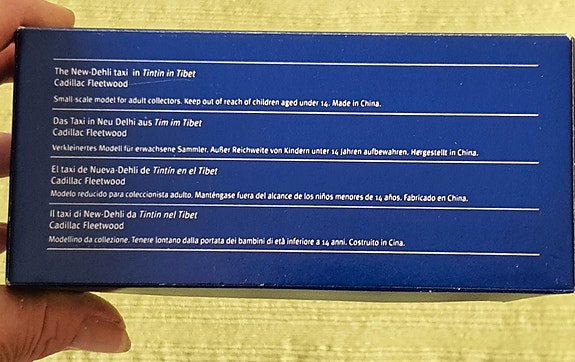 The New-Dehli taxi in Tintin in Tibet
Cadillac Fleetwood
Small-scale model for adult collectors. Keep out of reach of children aged under 14. Made in China.
Das Taxi in Neu Delhi aus Tim im Tibet
Cadillac Fleetwood
Verkleinertes Modell für erwachsene Sammler. Außer Reichweite von Kindern unter 14 Jahren aufbewahren. Hergestellt in China.
El taxi de Nueva-Dehli de Tintín en el Tibet
Cadillac Fleetwood
Modelo reducido para coleccionista adulto. Manténgase fuera del alcance de los niños menores de 14 años. Fabricado en China.
Il taxi di New-Dehli da Tintin nel Tibet
Cadillac Fleetwood
Modellino da collezione. Tenere lontano dalla portata dei bambini di età inferiore a 14 anni. Costruito in Cina.